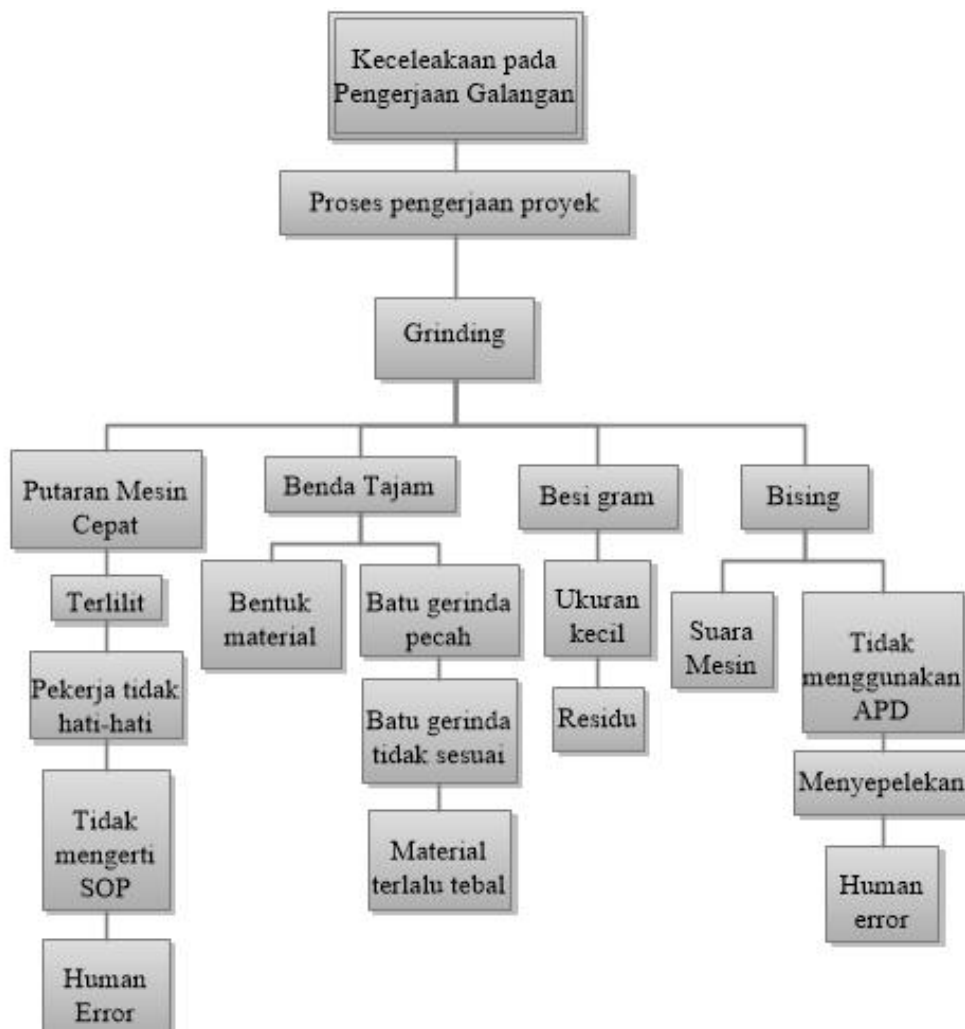 Keceleakaan pada
Pengerjaan Galangan
Proses pengerjaan proyek
Grinding
Putaran Mesin
Cepat
Benda Tajam
Besi gram
Bising
Terlilit
Bentuk
material
Batu gerinda
pecah
Ukuran
kecil
Suara
Mesin
Tidak
menggunakan
APD
Pekerja tidak
hati-hati
Batu gerinda
tidak sesuai
Residu
Menyepelekan
Tidak
mengerti
SOP
Material
terlalu tebal
Human
error
Human
Error